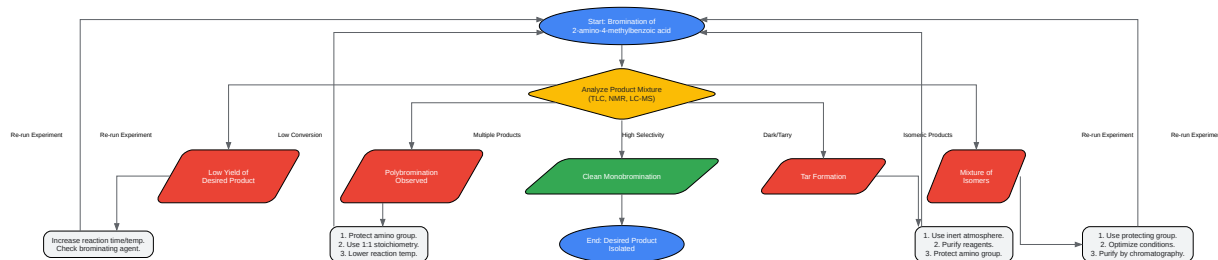 Start: Bromination of
2-amino-4-methylbenzoic acid
Analyze Product Mixture
(TLC, NMR, LC-MS)
Re-run Experiment
Re-run Experiment
Low Conversion
Multiple Products
High Selectivity
Dark/Tarry
Isomeric Products
Re-run Experiment
Re-run Experime
Low Yield of
Desired Product
Polybromination
Observed
Clean Monobromination
Tar Formation
Mixture of
Isomers
Increase reaction time/temp.
Check brominating agent.
1. Protect amino group.
2. Use 1:1 stoichiometry.
3. Lower reaction temp.
End: Desired Product
Isolated
1. Use inert atmosphere.
2. Purify reagents.
3. Protect amino group.
1. Use protecting group.
2. Optimize conditions.
3. Purify by chromatography.